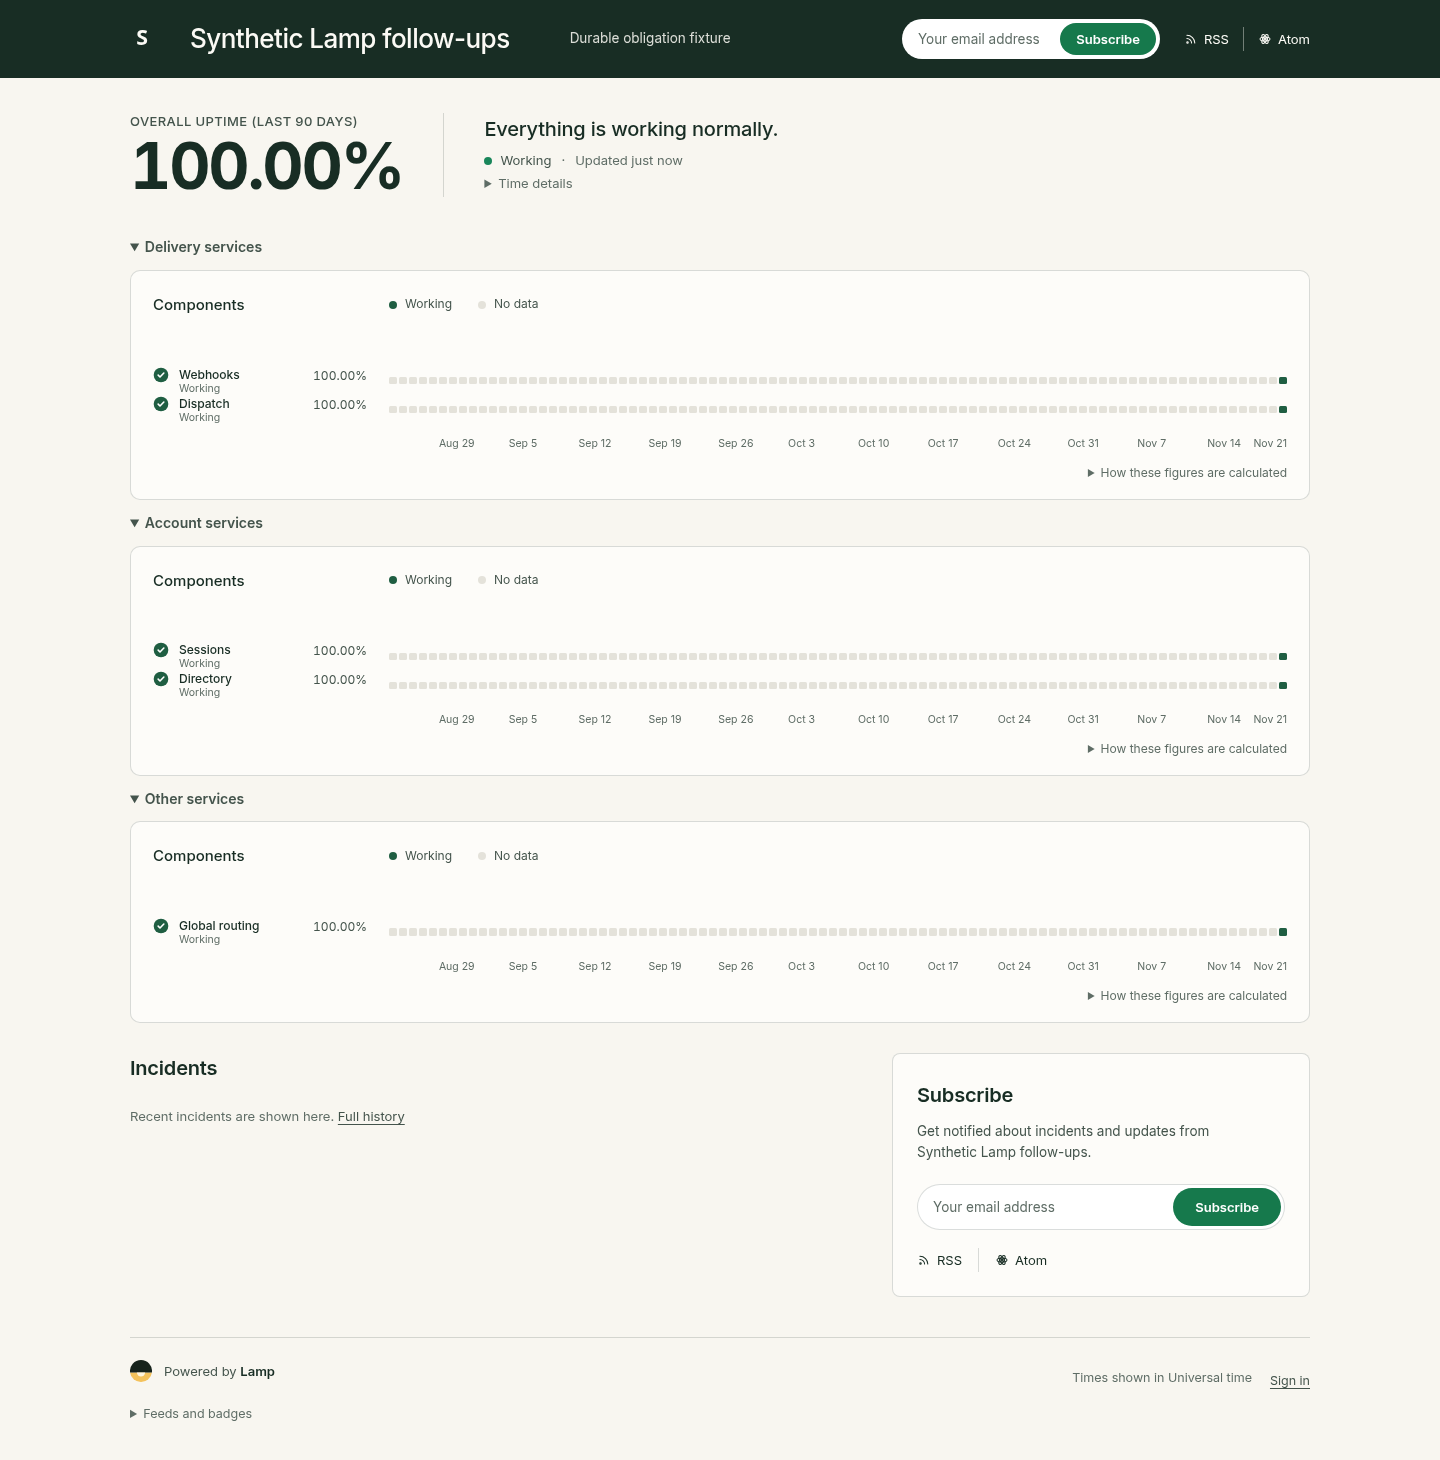 S
Synthetic Lamp follow-ups
Durable obligation fixture
Your email address
Subscribe
RSS
Atom
OVERALL UPTIME (LAST 90 DAYS)
100.00%
Everything is working normally.
Working · Updated just now
Time details
Delivery services
Components
Working
No data
Webhooks
Working
100.00%
Dispatch
Working
100.00%
Aug 29 Sep 5 Sep 12 Sep 19 Sep 26 Oct 3 Oct 10 Oct 17 Oct 24 Oct 31 Nov 7 Nov 14 Nov 21
How these figures are calculated
Account services
Components
Working
No data
Sessions
Working
100.00%
Directory
Working
100.00%
Aug 29 Sep 5 Sep 12 Sep 19 Sep 26 Oct 3 Oct 10 Oct 17 Oct 24 Oct 31 Nov 7 Nov 14 Nov 21
How these figures are calculated
Other services
Components
Working
No data
Global routing
Working
100.00%
Aug 29 Sep 5 Sep 12 Sep 19 Sep 26 Oct 3 Oct 10 Oct 17 Oct 24 Oct 31 Nov 7 Nov 14 Nov 21
How these figures are calculated
Incidents
Recent incidents are shown here. Full history
Subscribe
Get notified about incidents and updates from
Synthetic Lamp follow-ups.
Your email address
Subscribe
RSS
Atom
Powered by Lamp
Times shown in Universal time
Sign in
Feeds and badges